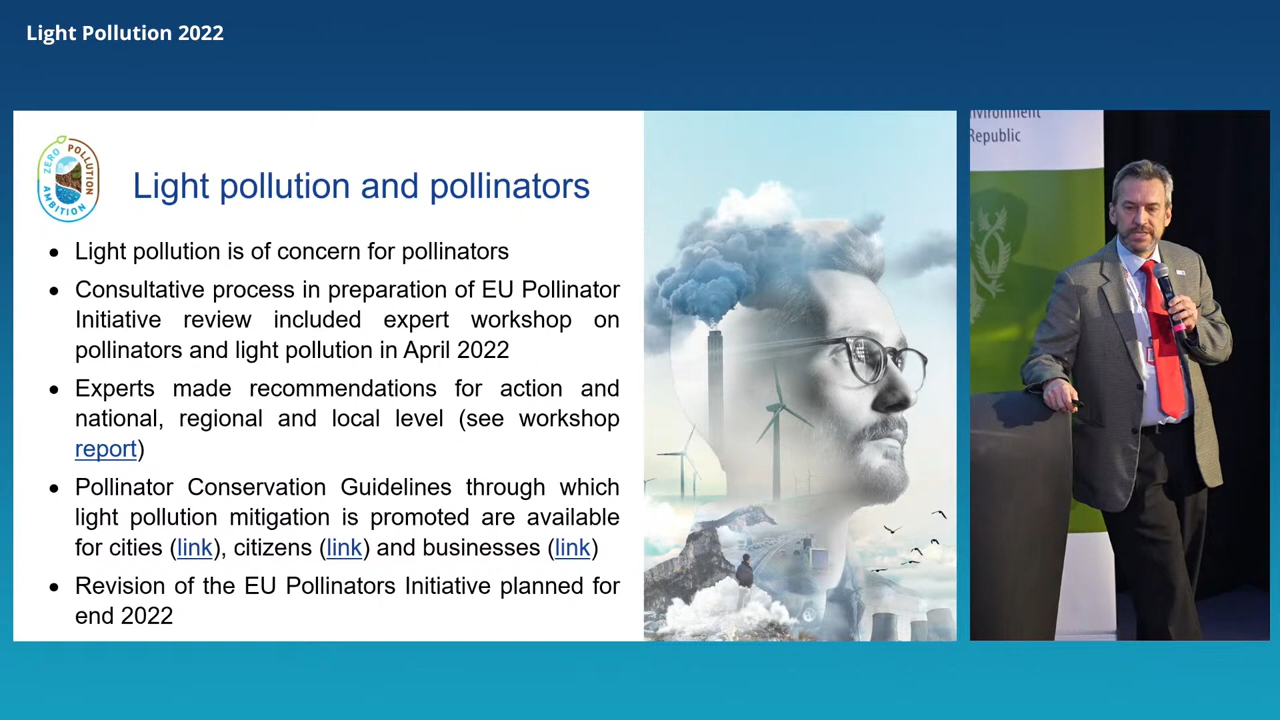 Light Pollution 2022
ZERO POLLUTION AMBITION
Light pollution and pollinators
• Light pollution is of concern for pollinators
• Consultative process in preparation of EU Pollinator
Initiative review included expert workshop on
pollinators and light pollution in April 2022
• Experts made recommendations for action and
national, regional and local level (see workshop
report)
• Pollinator Conservation Guidelines through which
light pollution mitigation is promoted are available
for cities (link), citizens (link) and businesses (link)
• Revision of the EU Pollinators Initiative planned for
end 2022
Republic